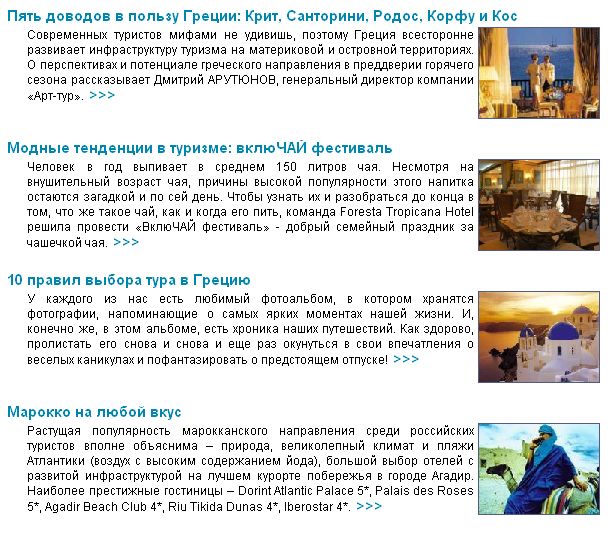 Пять доводов в пользу Греции: Крит, Санторини, Родос, Корфу и Кос
Современных туристов мифами не удивишь, поэтому Греция всесторонне
развивает инфраструктуру туризма на материковой и островной территориях.
О перспективах и потенциале греческого направления в преддверии горячего
сезона рассказывает Дмитрий АРУТЮНОВ, генеральный директор компании
«Арт-тур». >>>
Модные тенденции в туризме: вклюЧАЙ фестиваль
Человек в год выпивает в среднем 150 литров чая. Несмотря на
внушительный возраст чая, причины высокой популярности этого напитка
остаются загадкой и по сей день. Чтобы узнать их и разобраться до конца в
том, что же такое чай, как и когда его пить, команда Foresta Tropicana Hotel
решила провести «ВклюЧАЙ фестиваль» - добрый семейный праздник за
чашечкой чая. >>>
10 правил выбора тура в Грецию
У каждого из нас есть любимый фотоальбом, в котором хранятся
фотографии, напоминающие о самых ярких моментах нашей жизни. И,
конечно же, в этом альбоме, есть хроника наших путешествий. Как здорово,
пролистать его снова и снова и еще раз окунуться в свои впечатления о
веселых каникулах и пофантазировать о предстоящем отпуске! >>>
Марокко на любой вкус
Растущая популярность марокканского направления среди российских
туристов вполне объяснима – природа, великолепный климат и пляжи
Атлантики (воздух с высоким содержанием йода), большой выбор отелей с
развитой инфраструктурой на лучшем курорте побережья в городе Агадир.
Наиболее престижные гостиницы – Dorint Atlantic Palace 5*, Palais des Roses
5*, Agadir Beach Club 4*, Riu Tikida Dunas 4*, Iberostar 4*. >>>